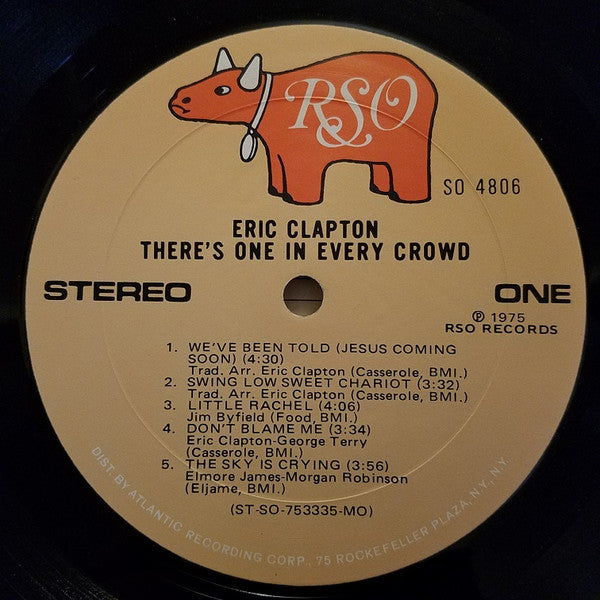 RSO
SO 4806
ERIC CLAPTON
THERE'S ONE IN EVERY CROWD
STEREO
ONE
℗ 1975
RSO RECORDS
1. WE'VE BEEN TOLD (JESUS COMING
SOON) (4:30)
Trad. Arr. Eric Clapton (Casserole, BMI.)
2. SWING LOW SWEET CHARIOT (3:32)
Trad. Arr. Eric Clapton (Casserole, BMI.)
3. LITTLE RACHEL (4:06)
Jim Byfield (Food, BMI.)
4. DON'T BLAME ME (3:34)
Eric Clapton-George Terry
(Casserole, BMI.)
5. THE SKY IS CRYING (3:56)
Elmore James-Morgan Robinson
(Eljame, BMI.)
(ST-SO-753335-MO)
DIST. BY ATLANTIC RECORDING CORP., 75 ROCKEFELLER PLAZA, N.Y., N.Y.